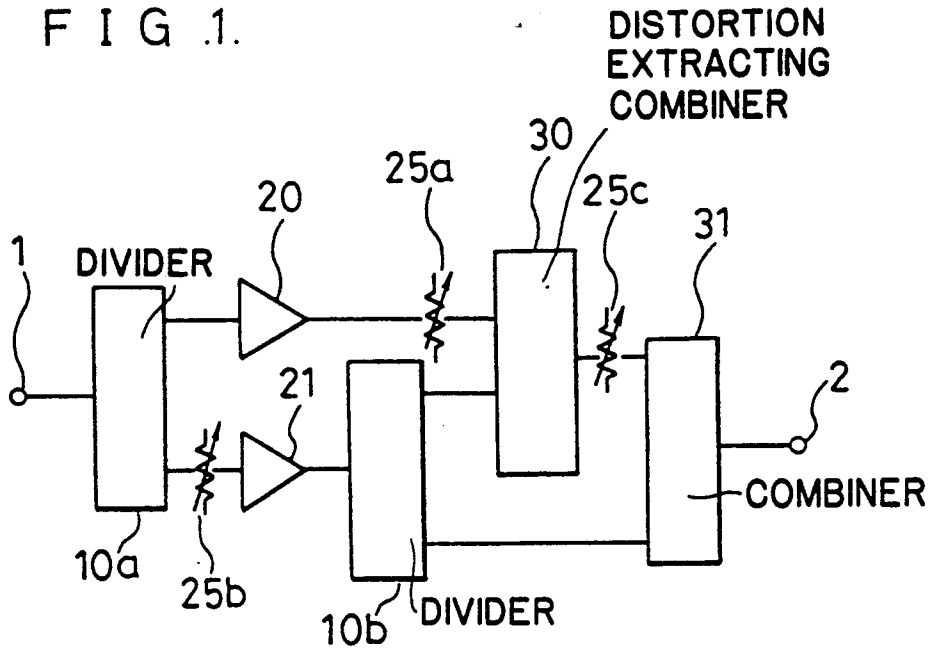 F I G .1.
DISTORTION
EXTRACTING
COMBINER
30
25a
25c
20
31
1
DIVIDER
21
2
COMBINER
10a
25b
10b
DIVIDER